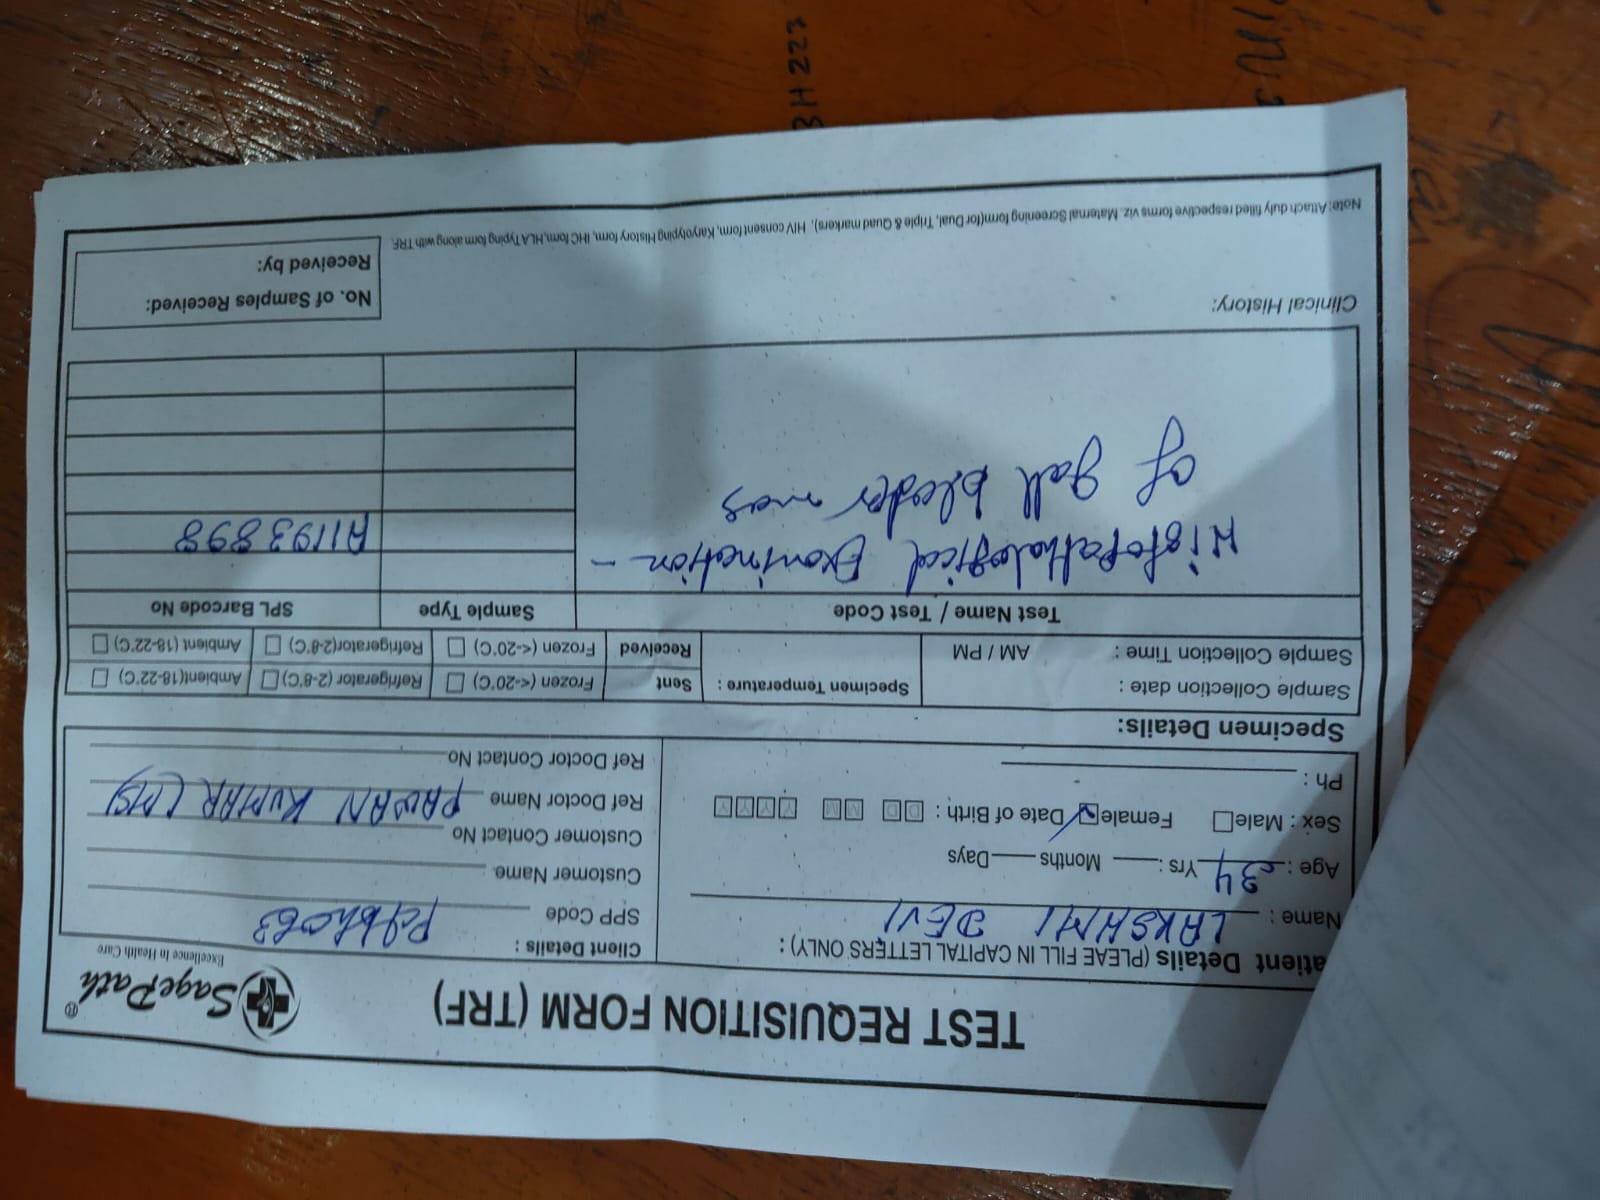 TEST REQUISITION FORM (TRF)
SagePath®
Excellence In Health Care
atient Details (PLEAE FILL IN CAPITAL LETTERS ONLY) :
Name : LAKSHMI DEVI
Age : 34 Yrs : Months Days
Sex : Male Female Date of Birth : D D M M Y Y Y Y
Ph :
Client Details :
SPP Code
Customer Name
Customer Contact No
Ref Doctor Name PAWAN KUMAR (MS)
Ref Doctor Contact No
Specimen Details:
Sample Collection date :
Sample Collection Time : AM / PM
Specimen Temperature :
Sent Frozen (<-20°C) Refrigerator (2-8°C) Ambient(18-22°C)
Received Frozen (<-20°C) Refrigerator(2-8°C) Ambient (18-22°C)
Test Name / Test Code Sample Type SPL Barcode No
Histopathological Examination -
of gall bladder mas
A1193898
Clinical History:
No. of Samples Received:
Received by:
Note: Attach duly filled respective forms viz. Maternal Screening form(for Dual, Triple & Quad markers), HIV consent form, Karyotyping History form, IHC form,HLA Typing form along with TRF